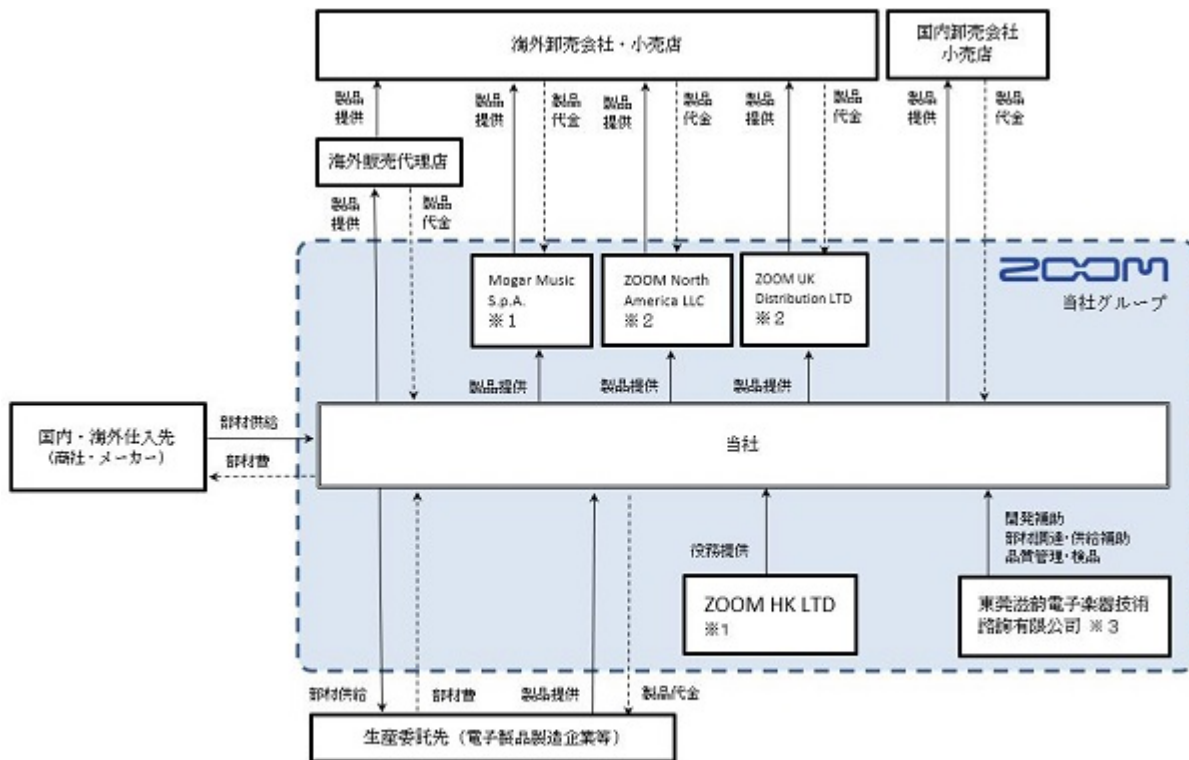 海外卸売会社・小売店
国内卸売会社
小売店
製品
提供
製品
提供
製品
代金
製品
提供
製品
代金
製品
提供
製品
代金
製品
提供
製品
代金
海外販売代理店
製品
提供
製品
代金
ZOOM
当社グループ
Mogar Music
S.p.A.
※1
ZOOM North
America LLC
※2
ZOOM UK
Distribution LTD
※2
製品提供
製品提供
製品提供
国内・海外仕入先
(商社・メーカー)
部材供給
部材費
当社
役務提供
開発補助
部材調達・供給補助
品質管理・検品
ZOOM HK LTD
※1
東莞滋韵電子楽器技術
諮詢有限公司 ※3
部材供給
部材費
製品提供
製品代金
生産委託先（電子製品製造企業等）